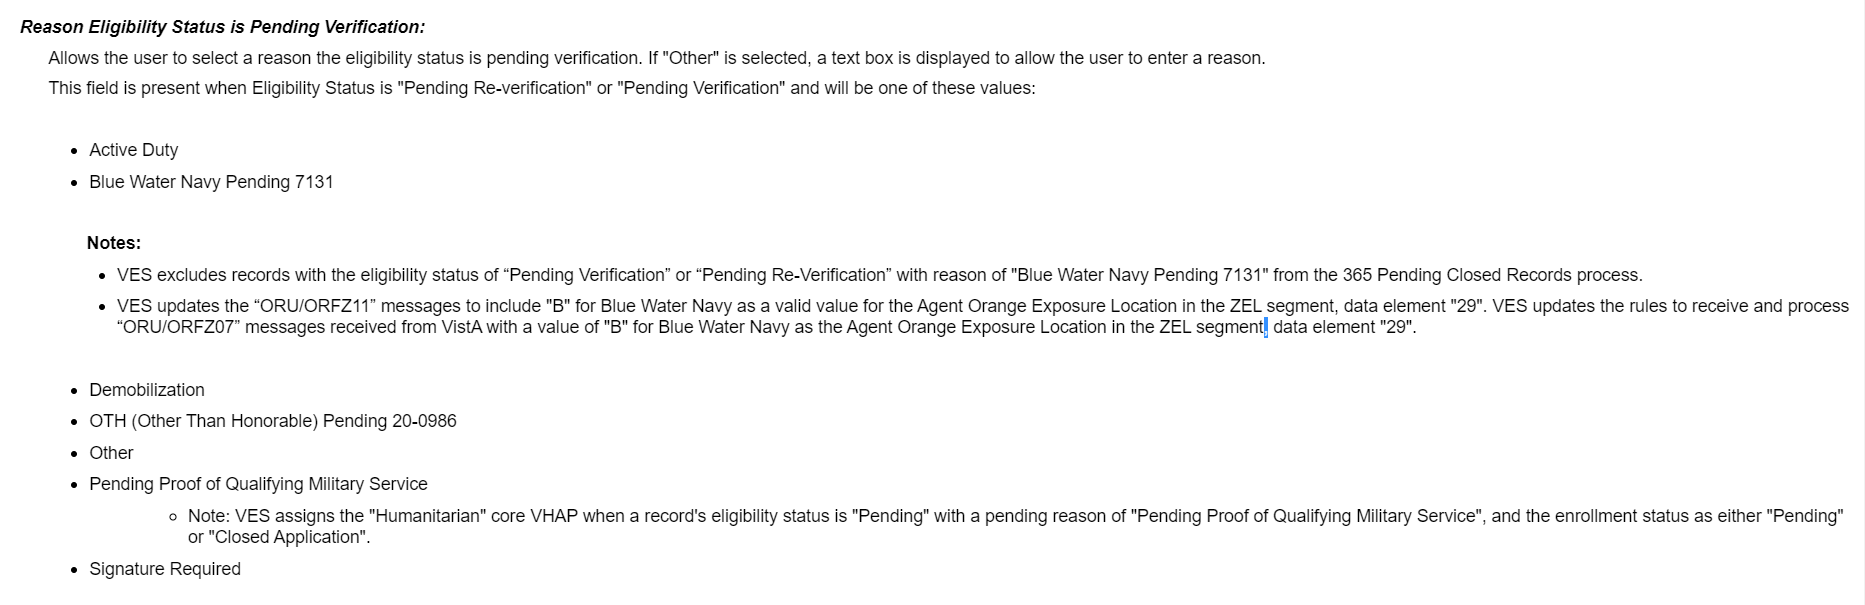 Reason Eligibility Status is Pending Verification:
Allows the user to select a reason the eligibility status is pending verification. If "Other" is selected, a text box is displayed to allow the user to enter a reason.
This field is present when Eligibility Status is "Pending Re-verification" or "Pending Verification" and will be one of these values:
• Active Duty
• Blue Water Navy Pending 7131
Notes:
• VES excludes records with the eligibility status of “Pending Verification” or “Pending Re-Verification” with reason of "Blue Water Navy Pending 7131" from the 365 Pending Closed Records process.
• VES updates the “ORU/ORFZ11” messages to include "B" for Blue Water Navy as a valid value for the Agent Orange Exposure Location in the ZEL segment, data element "29". VES updates the rules to receive and process
“ORU/ORFZ07” messages received from VistA with a value of "B" for Blue Water Navy as the Agent Orange Exposure Location in the ZEL segment, data element "29".
• Demobilization
• OTH (Other Than Honorable) Pending 20-0986
• Other
• Pending Proof of Qualifying Military Service
○ Note: VES assigns the "Humanitarian" core VHAP when a record's eligibility status is "Pending" with a pending reason of "Pending Proof of Qualifying Military Service", and the enrollment status as either "Pending"
or "Closed Application".
• Signature Required